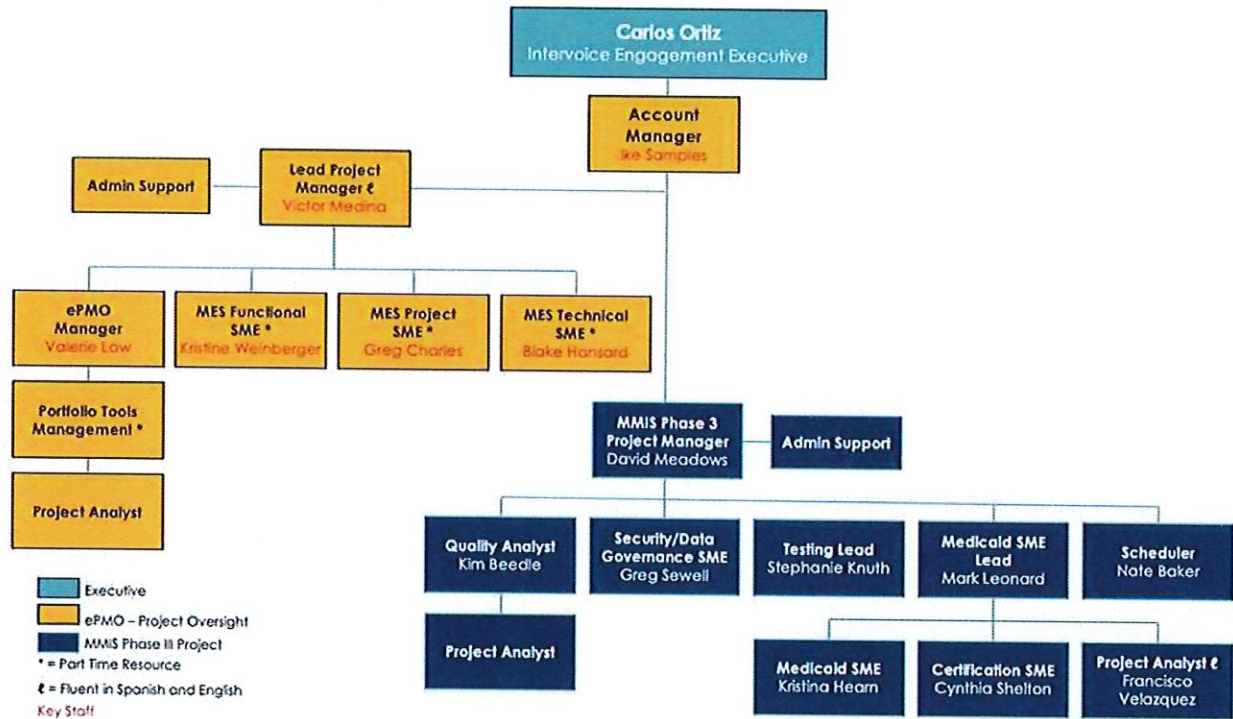 Carlos Ortiz
Intervoice Engagement Executive
Account
Manager
Ike Samples
Admin Support
Lead Project
Manager ℓ
Victor Medina
ePMO
Manager
Valerie Law
MES Functional
SME *
Kristine Weinberger
MES Project
SME *
Greg Charles
MES Technical
SME *
Blake Hansard
Portfolio Tools
Management *
Project Analyst
MMIS Phase 3
Project Manager
David Meadows
Admin Support
Quality Analyst
Kim Beedle
Security/Data
Governance SME
Greg Sewell
Testing Lead
Stephanie Knuth
Medicaid SME
Lead
Mark Leonard
Scheduler
Nate Baker
Project Analyst
Medicaid SME
Kristina Hearn
Certification SME
Cynthia Shelton
Project Analyst ℓ
Francisco
Velazquez
Executive
ePMO – Project Oversight
MMIS Phase III Project
* = Part Time Resource
ℓ = Fluent in Spanish and English
Key Staff